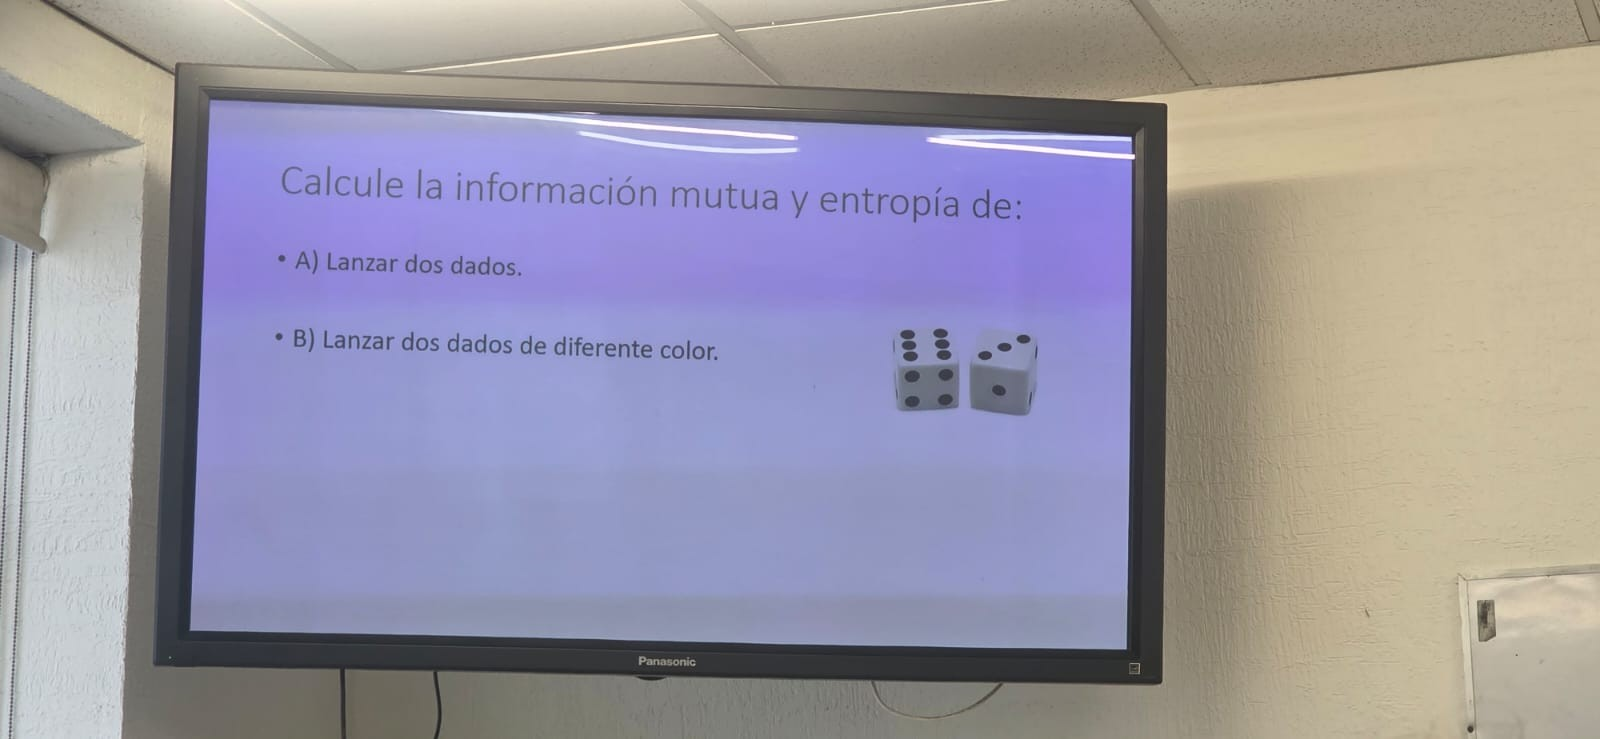 Calcule la información mutua y entropía de:
• A) Lanzar dos dados.
• B) Lanzar dos dados de diferente color.
Panasonic